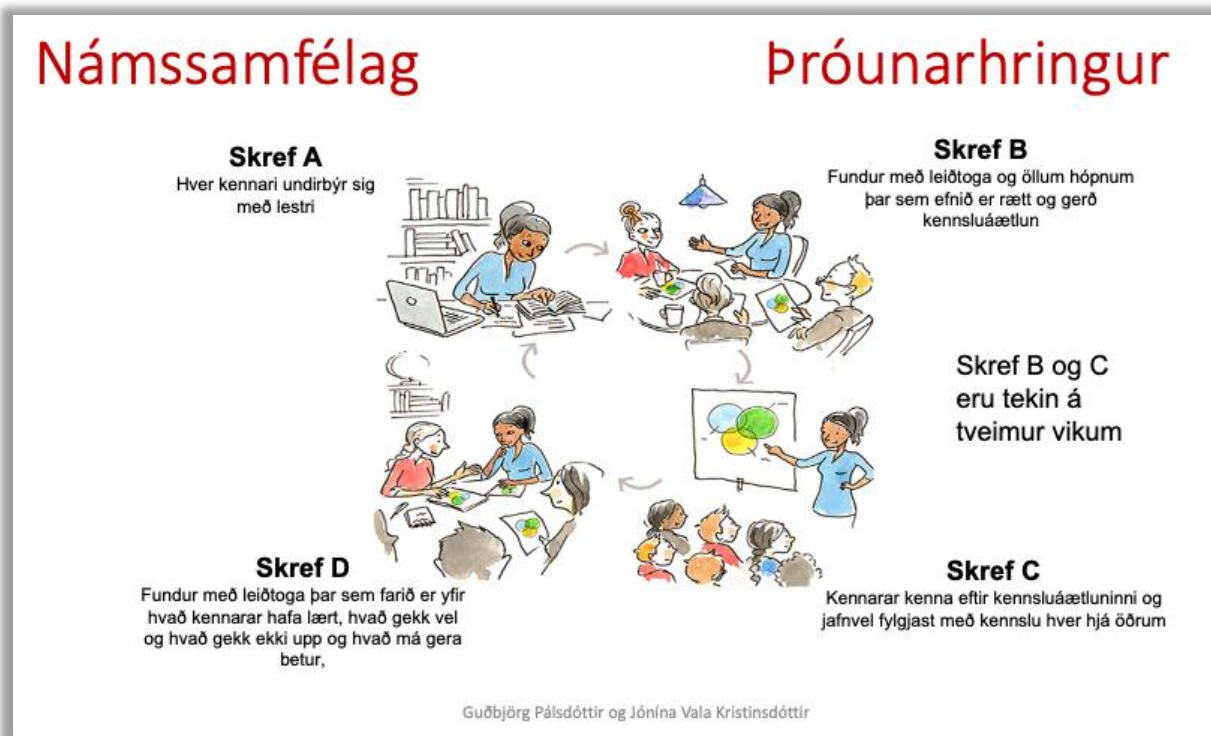 Námssamfélag
Þróunarhringur
Skref A
Hver kennari undirbýr sig
með lestri
Skref B
Fundur með leiðtoga og öllum hópnum
þar sem efnið er rætt og gerð
kennsluáætlun
Skref B og C
eru tekin á
tveimur vikum
Skref D
Fundur með leiðtoga þar sem farið er yfir
hvað kennarar hafa lært, hvað gekk vel
og hvað gekk ekki upp og hvað má gera
betur,
Skref C
Kennarar kenna eftir kennsluáætluninni og
jafnvel fylgjast með kennslu hver hjá öðrum
Guðbjörg Pálsdóttir og Jónína Vala Kristinsdóttir